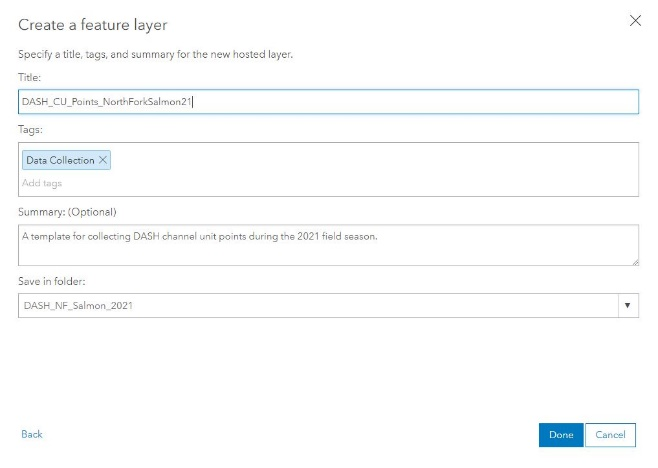 Create a feature layer
Specify a title, tags, and summary for the new hosted layer.
Title:
DASH_CU_Points_NorthForkSalmon21
Tags:
Data Collection
Add tags
Summary: (Optional)
A template for collecting DASH channel unit points during the 2021 field season.
Save in folder:
DASH_NF_Salmon_2021
Back
Done
Cancel